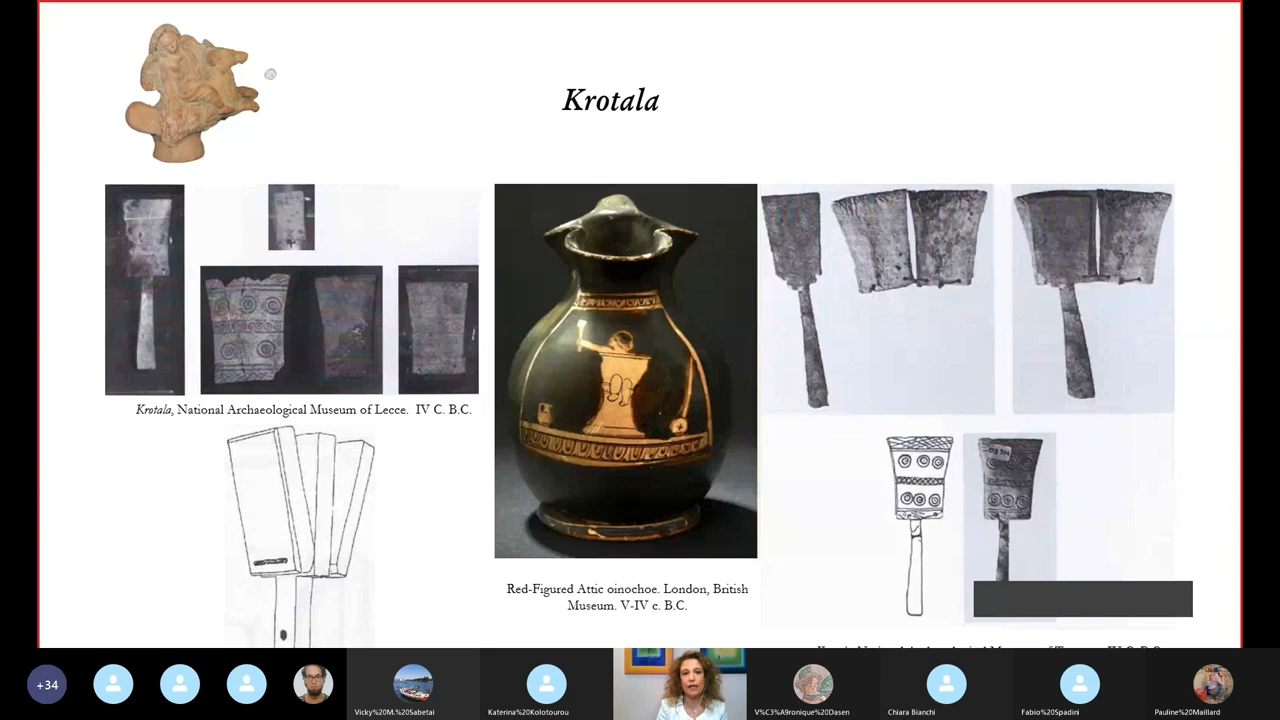 Krotala
Krotala, National Archaeological Museum of Lecce. IV C. B.C.
Red-Figured Attic oinochoe. London, British
Museum. V-IV c. B.C.
+34
Vicky%20M.%20Sabetai
Katerina%20Kolotourou
V%C3%A9ronique%20Dasen
Chiara Bianchi
Fabio%20Spadini
Pauline%20Maillard